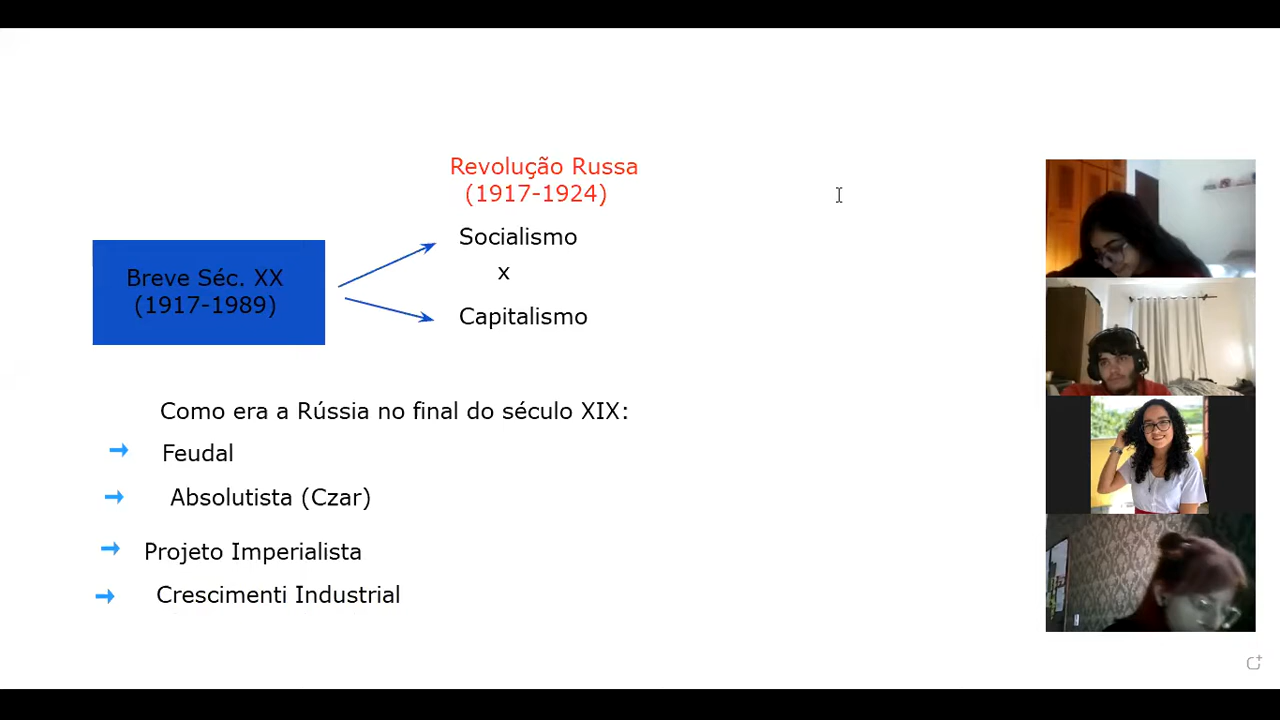 Revolução Russa
(1917-1924)
Socialismo
x
Capitalismo
Breve Séc. XX
(1917-1989)
Como era a Rússia no final do século XIX:
Feudal
Absolutista (Czar)
Projeto Imperialista
Crescimenti Industrial